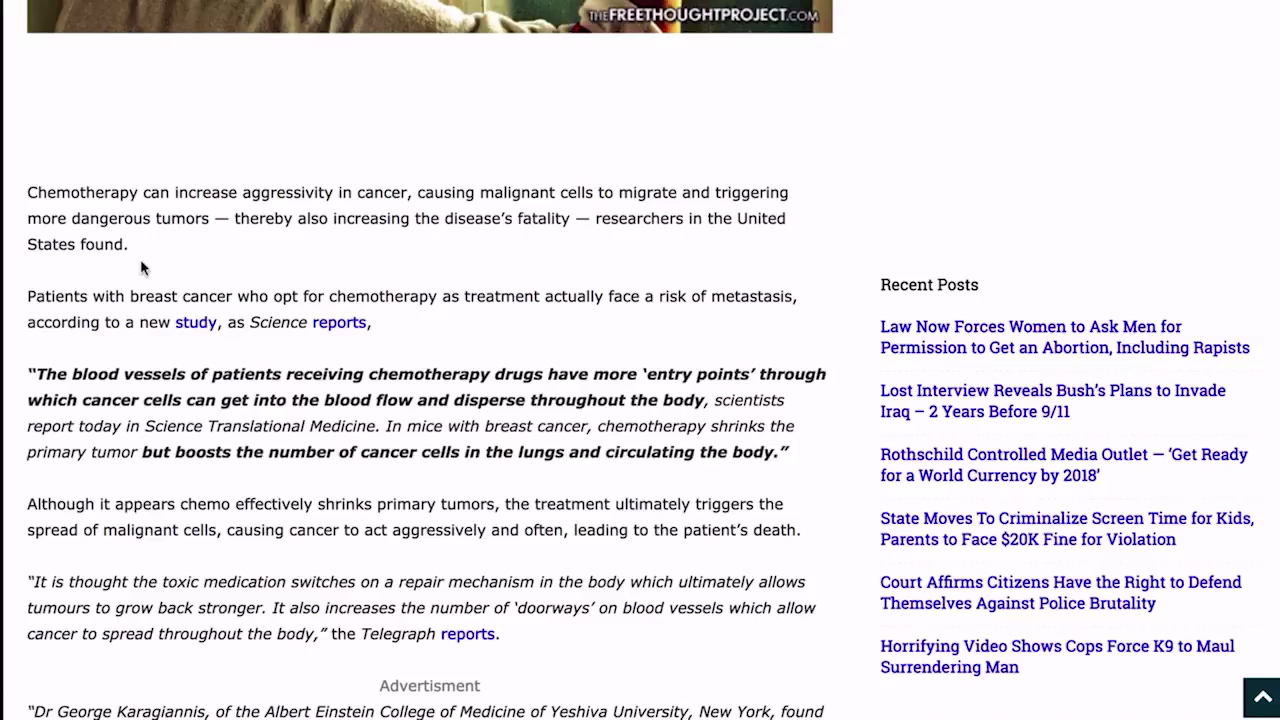 THEFREETHOUGHTPROJECT.COM
Chemotherapy can increase aggressivity in cancer, causing malignant cells to migrate and triggering
more dangerous tumors — thereby also increasing the disease’s fatality — researchers in the United
States found.
Patients with breast cancer who opt for chemotherapy as treatment actually face a risk of metastasis,
according to a new study, as Science reports,
“The blood vessels of patients receiving chemotherapy drugs have more ‘entry points’ through
which cancer cells can get into the blood flow and disperse throughout the body, scientists
report today in Science Translational Medicine. In mice with breast cancer, chemotherapy shrinks the
primary tumor but boosts the number of cancer cells in the lungs and circulating the body.”
Although it appears chemo effectively shrinks primary tumors, the treatment ultimately triggers the
spread of malignant cells, causing cancer to act aggressively and often, leading to the patient’s death.
“It is thought the toxic medication switches on a repair mechanism in the body which ultimately allows
tumours to grow back stronger. It also increases the number of ‘doorways’ on blood vessels which allow
cancer to spread throughout the body,” the Telegraph reports.
Advertisment
“Dr George Karagiannis, of the Albert Einstein College of Medicine of Yeshiva University, New York, found
Recent Posts
Law Now Forces Women to Ask Men for
Permission to Get an Abortion, Including Rapists
Lost Interview Reveals Bush’s Plans to Invade
Iraq – 2 Years Before 9/11
Rothschild Controlled Media Outlet — ‘Get Ready
for a World Currency by 2018’
State Moves To Criminalize Screen Time for Kids,
Parents to Face $20K Fine for Violation
Court Affirms Citizens Have the Right to Defend
Themselves Against Police Brutality
Horrifying Video Shows Cops Force K9 to Maul
Surrendering Man